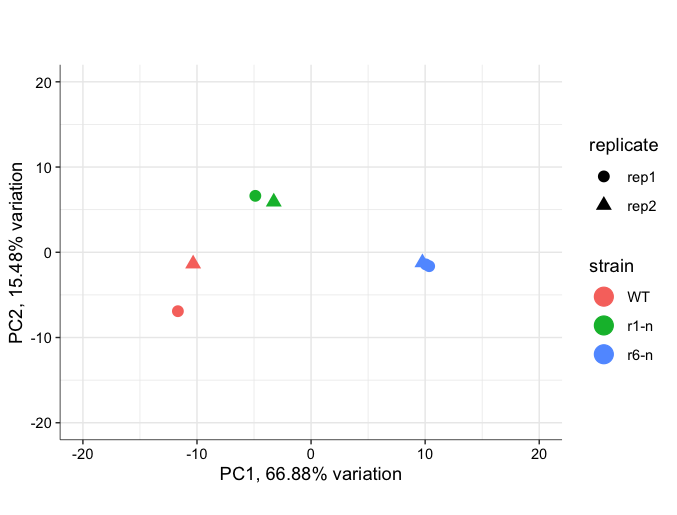 20
10
0
-10
-20
PC2, 15.48% variation
-20
-10
0
10
20
PC1, 66.88% variation
replicate
rep1
rep2
strain
WT
r1-n
r6-n